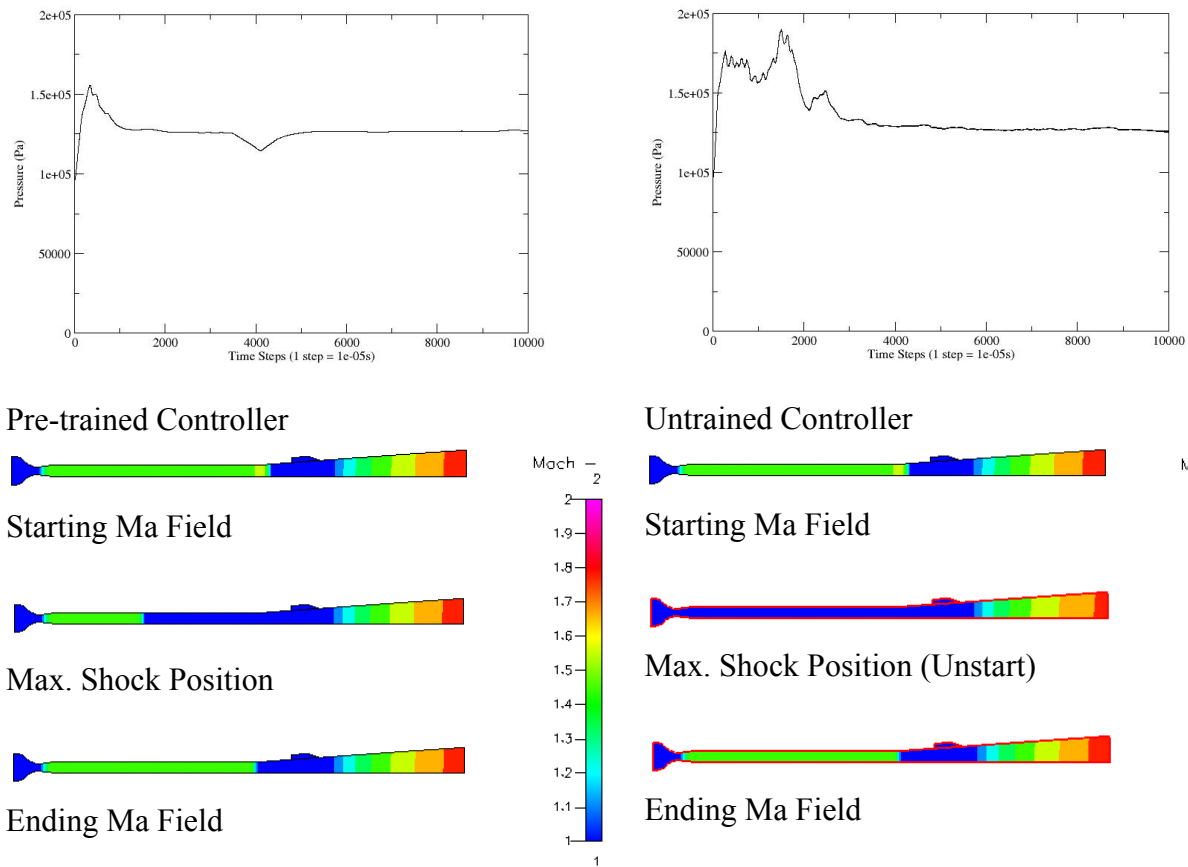 2e+05
1.5e+05
1e+05
50000
0
Pressure (Pa)
0 2000 4000 6000 8000 10000
Time Steps (1 step = 1e-05s)
2e+05
1.5e+05
1e+05
50000
0
Pressure (Pa)
0 2000 4000 6000 8000 10000
Time Steps (1 step = 1e-05s)
Pre-trained Controller
Starting Ma Field
Max. Shock Position
Ending Ma Field
Mach
2
2
1.9
1.8
1.7
1.6
1.5
1.4
1.3
1.2
1.1
1
1
Untrained Controller
Starting Ma Field
Max. Shock Position (Unstart)
Ending Ma Field